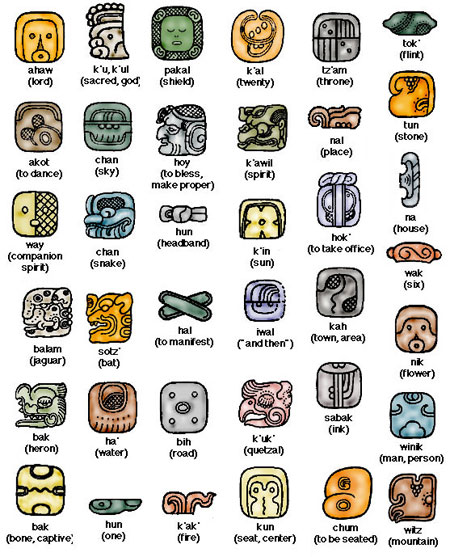 ahaw
(lord)
k'u, k'ul
(sacred, god)
pakal
(shield)
k'al
(twenty)
tz'am
(throne)
tok'
(flint)
akot
(to dance)
chan
(sky)
hoy
(to bless,
make proper)
k'awil
(spirit)
nal
(place)
tun
(stone)
way
(companion
spirit)
chan
(snake)
hun
(headband)
k'in
(sun)
hok'
(to take office)
na
(house)
wak
(six)
balam
(jaguar)
sotz'
(bat)
hal
(to manifest)
iwal
("and then")
kah
(town, area)
nik
(flower)
bak
(heron)
ha'
(water)
bih
(road)
k'uk'
(quetzal)
sabak
(ink)
winik
(man, person)
bak
(bone, captive)
hun
(one)
k'ak'
(fire)
kun
(seat, center)
chum
(to be seated)
witz
(mountain)